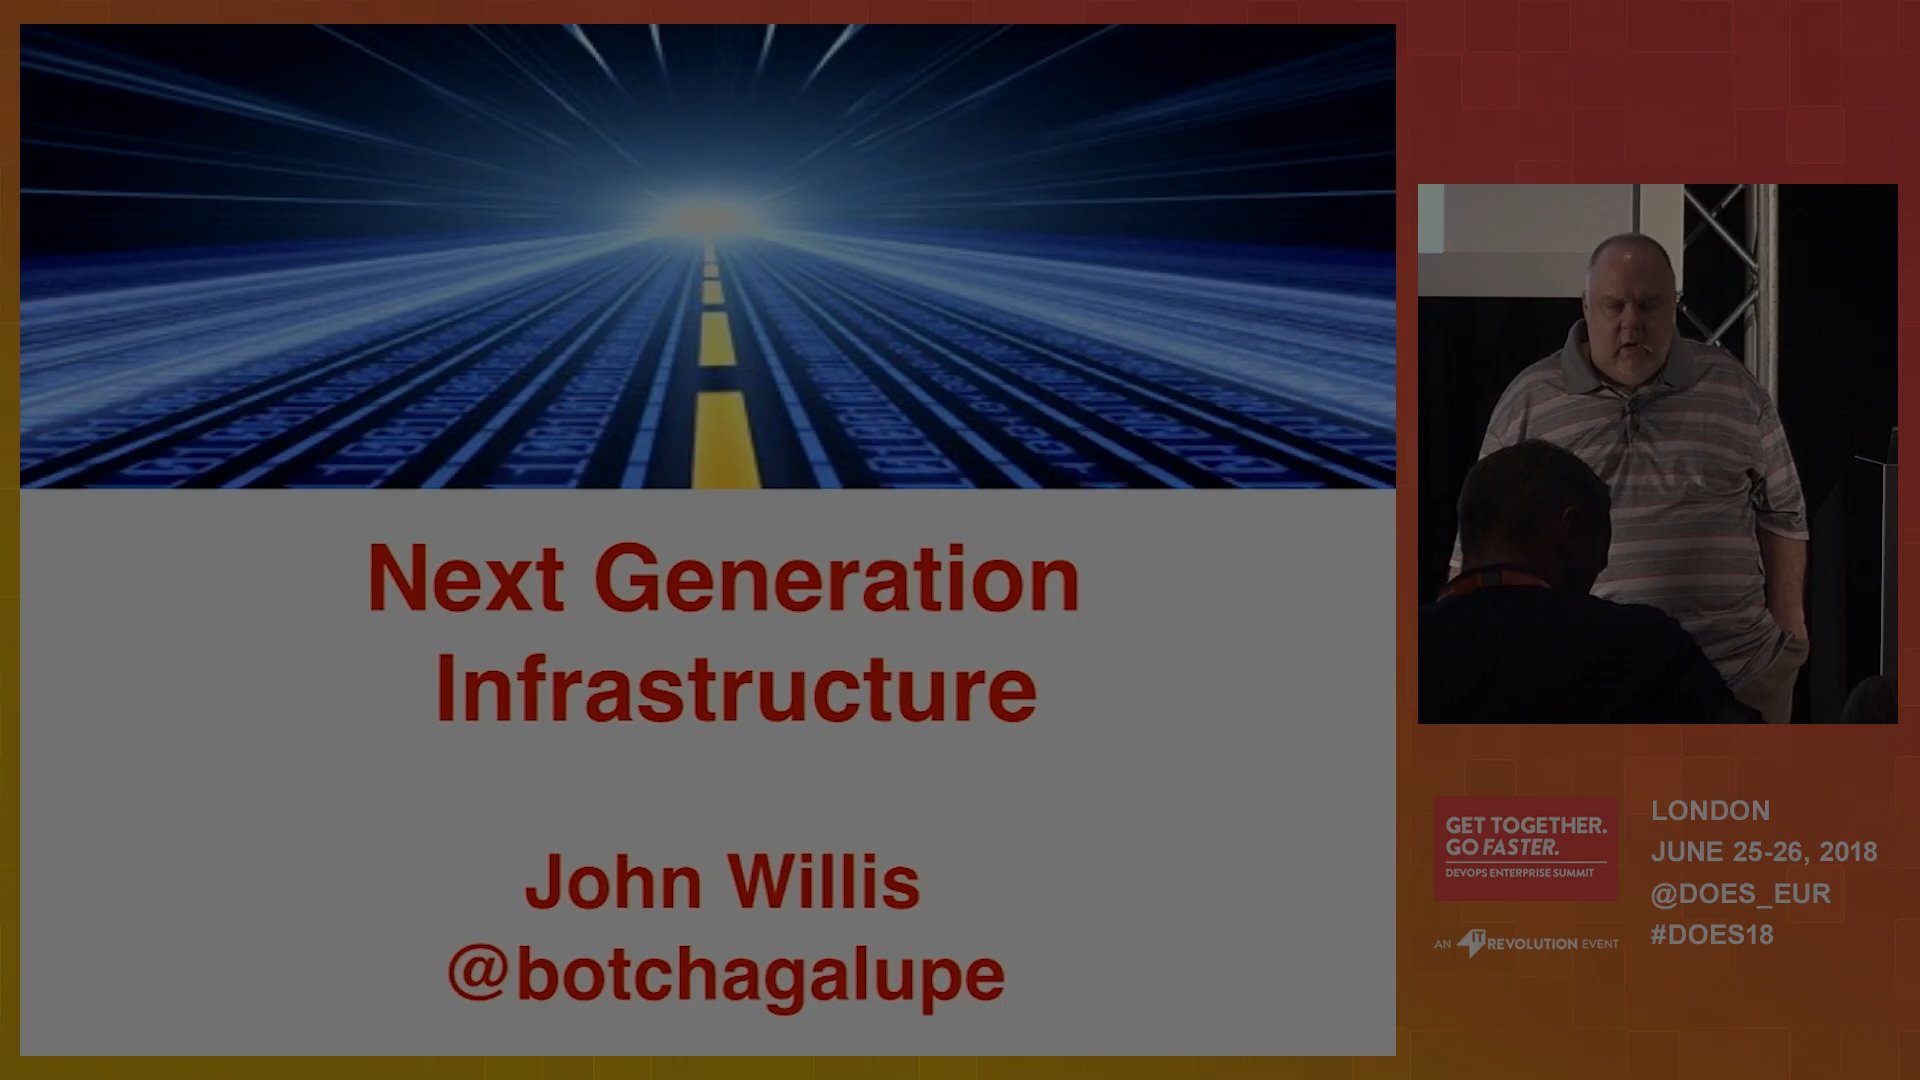 Next Generation
Infrastructure
John Willis
@botchagalupe
GET TOGETHER.
GO FASTER.
DEVOPS ENTERPRISE SUMMIT
AN IT REVOLUTION EVENT
LONDON
JUNE 25-26, 2018
@DOES_EUR
#DOES18